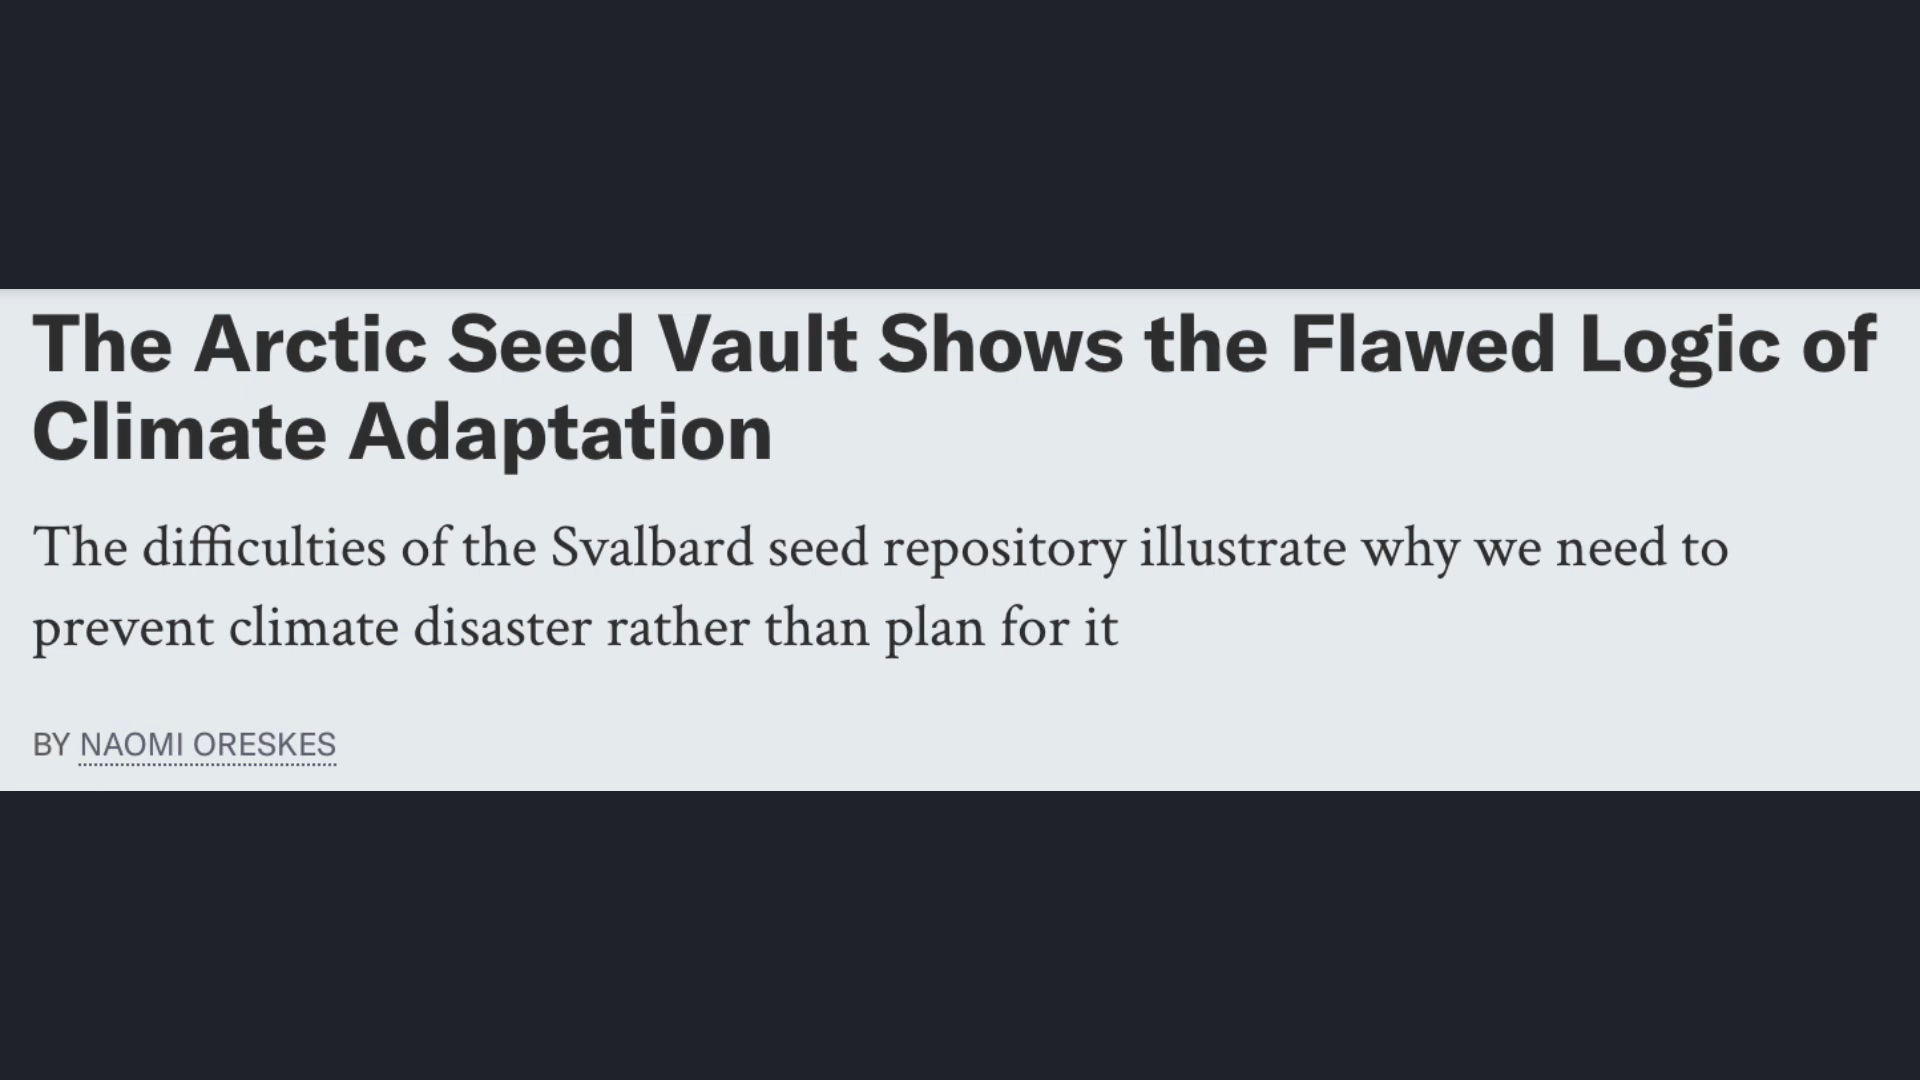 The Arctic Seed Vault Shows the Flawed Logic of
Climate Adaptation
The difficulties of the Svalbard seed repository illustrate why we need to
prevent climate disaster rather than plan for it
BY NAOMI ORESKES